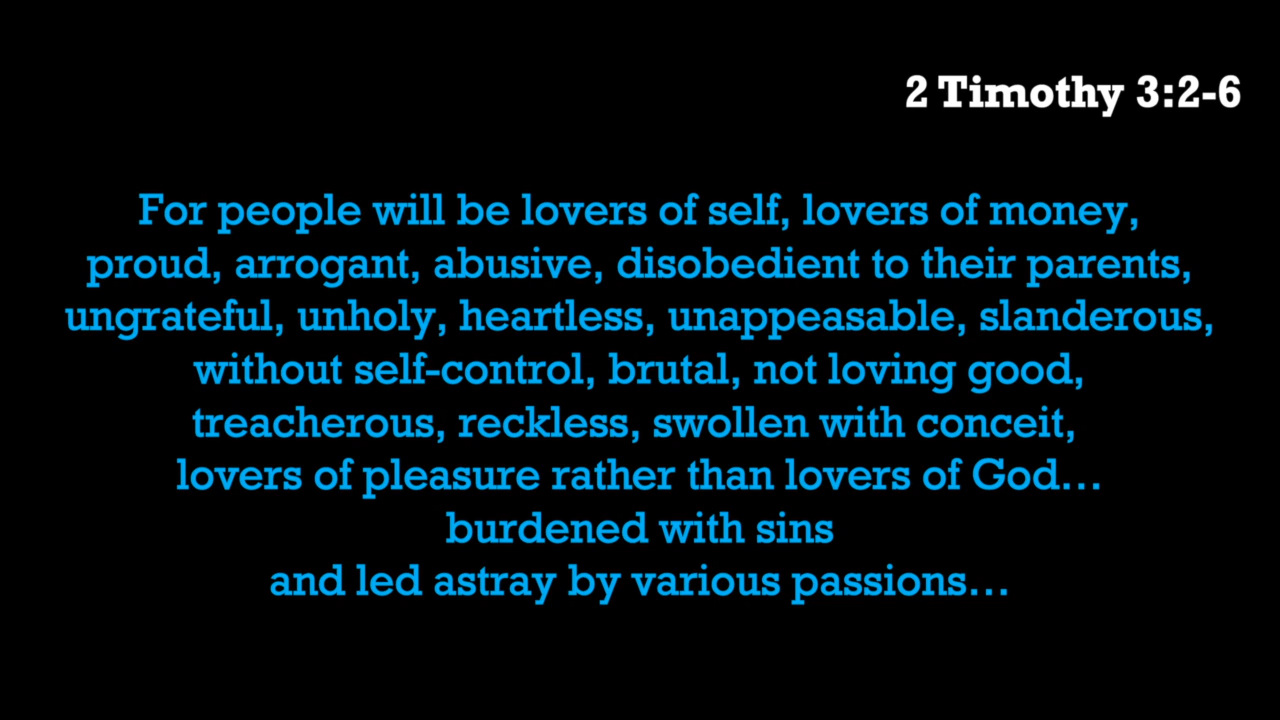 2 Timothy 3:2-6
For people will be lovers of self, lovers of money,
proud, arrogant, abusive, disobedient to their parents,
ungrateful, unholy, heartless, unappeasable, slanderous,
without self-control, brutal, not loving good,
treacherous, reckless, swollen with conceit,
lovers of pleasure rather than lovers of God...
burdened with sins
and led astray by various passions...